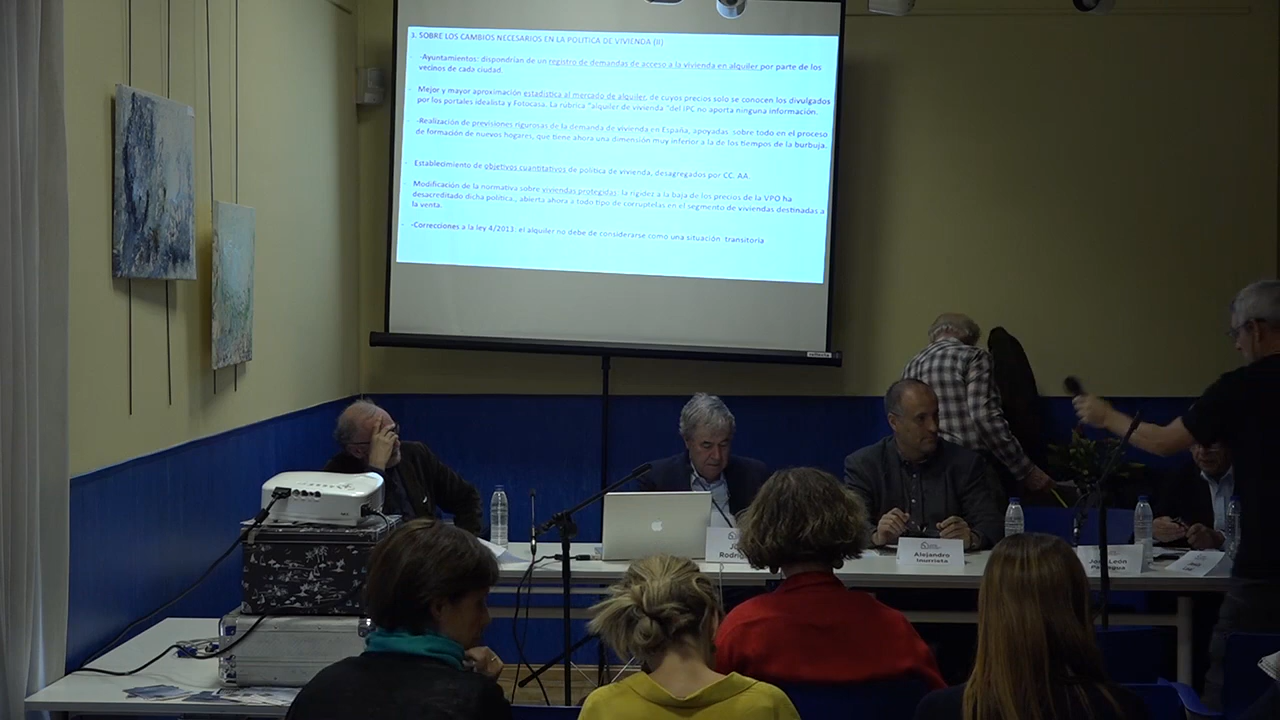 3. SOBRE LOS CAMBIOS NECESARIOS EN LA POLITICA DE VIVIENDA (II)
-Ayuntamientos: dispondrían de un registro de demandas de acceso a la vivienda en alquiler por parte de los
vecinos de cada ciudad.
Mejor y mayor aproximación estadística al mercado de alquiler, de cuyos precios solo se conocen los divulgados
por los portales idealista y Fotocasa. La rubrica "alquiler de vivienda "del IPC no aporta ninguna información.
-Realización de previsiones rigurosas de la demanda de vivienda en España, apoyadas sobre todo en el proceso
de formación de nuevos hogares, que tiene ahora una dimensión muy inferior a la de los tiempos de la burbuja.
Establecimiento de objetivos cuantitativos de política de vivienda, desagregados por CC. AA.
Modificación de la normativa sobre viviendas protegidas: la rigidez a la baja de los precios de la VPO ha
desacreditado dicha política., abierta ahora a todo tipo de corruptelas en el segmento de viviendas destinadas a
la venta.
-Correcciones a la ley 4/2013: el alquiler no debe de considerarse como una situación transitoria
Alejandro
Inurrieta
José León